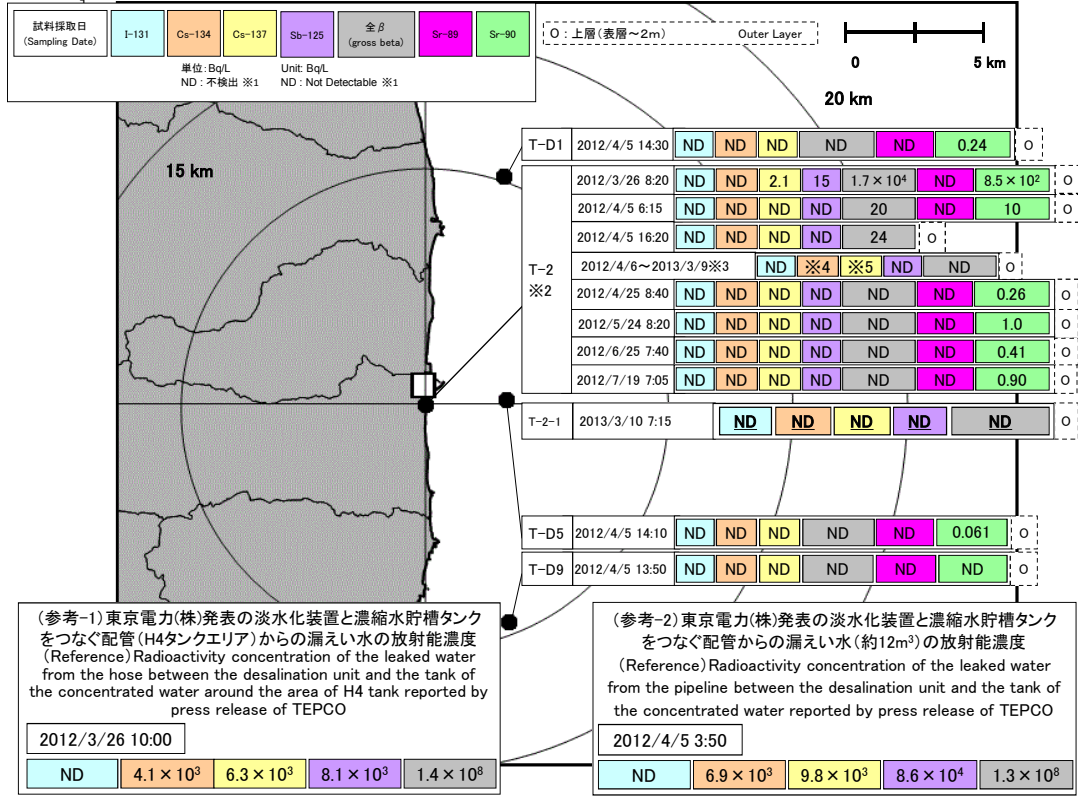 試料採取日
(Sampling Date)
I-131
Cs-134
Cs-137
Sb-125
全β
(gross beta)
Sr-89
Sr-90
単位:Bq/L
Unit: Bq/L
ND : 不検出 ※1
ND : Not Detectable ※1
O : 上層(表層～2m)
Outer Layer
0
5 km
20 km
15 km
T-D1 2012/4/5 14:30 ND ND ND ND ND 0.24 O
T-2
※2
2012/3/26 8:20 ND ND 2.1 15 1.7×10⁴ ND 8.5×10² O
2012/4/5 6:15 ND ND ND ND 20 ND 10 O
2012/4/5 16:20 ND ND ND ND 24 O
2012/4/6～2013/3/9※3 ND ※4 ※5 ND ND O
2012/4/25 8:40 ND ND ND ND ND ND 0.26 O
2012/5/24 8:20 ND ND ND ND ND ND 1.0 O
2012/6/25 7:40 ND ND ND ND ND ND 0.41 O
2012/7/19 7:05 ND ND ND ND ND ND 0.90 O
T-2-1 2013/3/10 7:15 ND ND ND ND ND O
T-D5 2012/4/5 14:10 ND ND ND ND ND 0.061 O
T-D9 2012/4/5 13:50 ND ND ND ND ND ND O
(参考-1)東京電力(株)発表の淡水化装置と濃縮水貯槽タンク
をつなぐ配管(H4タンクエリア)からの漏えい水の放射能濃度
(Reference)Radioactivity concentration of the leaked water
from the hose between the desalination unit and the tank of
the concentrated water around the area of H4 tank reported by
press release of TEPCO
2012/3/26 10:00
ND 4.1×10³ 6.3×10³ 8.1×10³ 1.4×10⁸
(参考-2)東京電力(株)発表の淡水化装置と濃縮水貯槽タンク
をつなぐ配管からの漏えい水(約12m³)の放射能濃度
(Reference)Radioactivity concentration of the leaked water
from the pipeline between the desalination unit and the tank of
the concentrated water reported by press release of TEPCO
2012/4/5 3:50
ND 6.9×10³ 9.8×10³ 8.6×10⁴ 1.3×10⁸